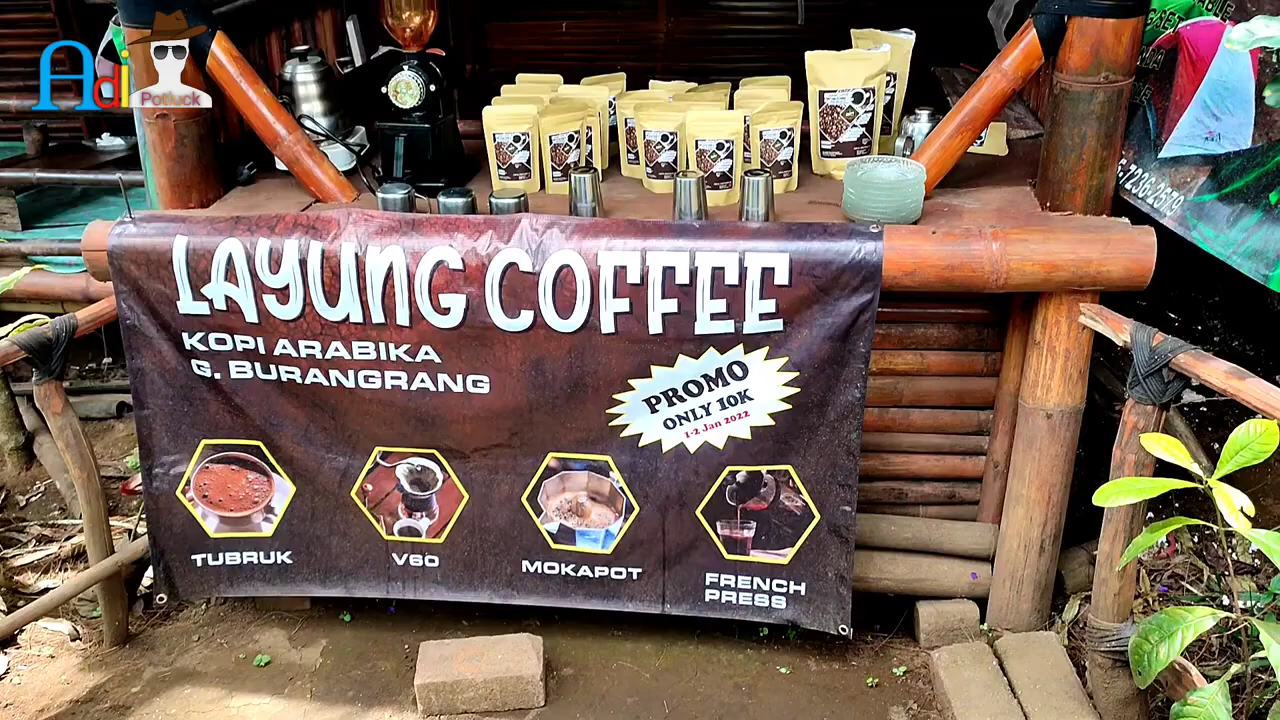 Adi
Potluck
LAYUNG COFFEE
KOPI ARABIKA
G. BURANGRANG
PROMO
ONLY 10K
1-2 Jan 2022
TUBRUK
V60
MOKAPOT
FRENCH
PRESS